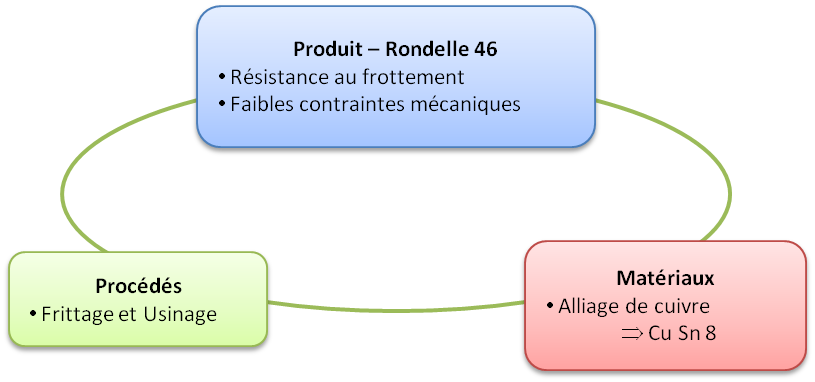 Produit – Rondelle 46
• Résistance au frottement
• Faibles contraintes mécaniques
Procédés
• Frittage et Usinage
Matériaux
• Alliage de cuivre
⇒ Cu Sn 8